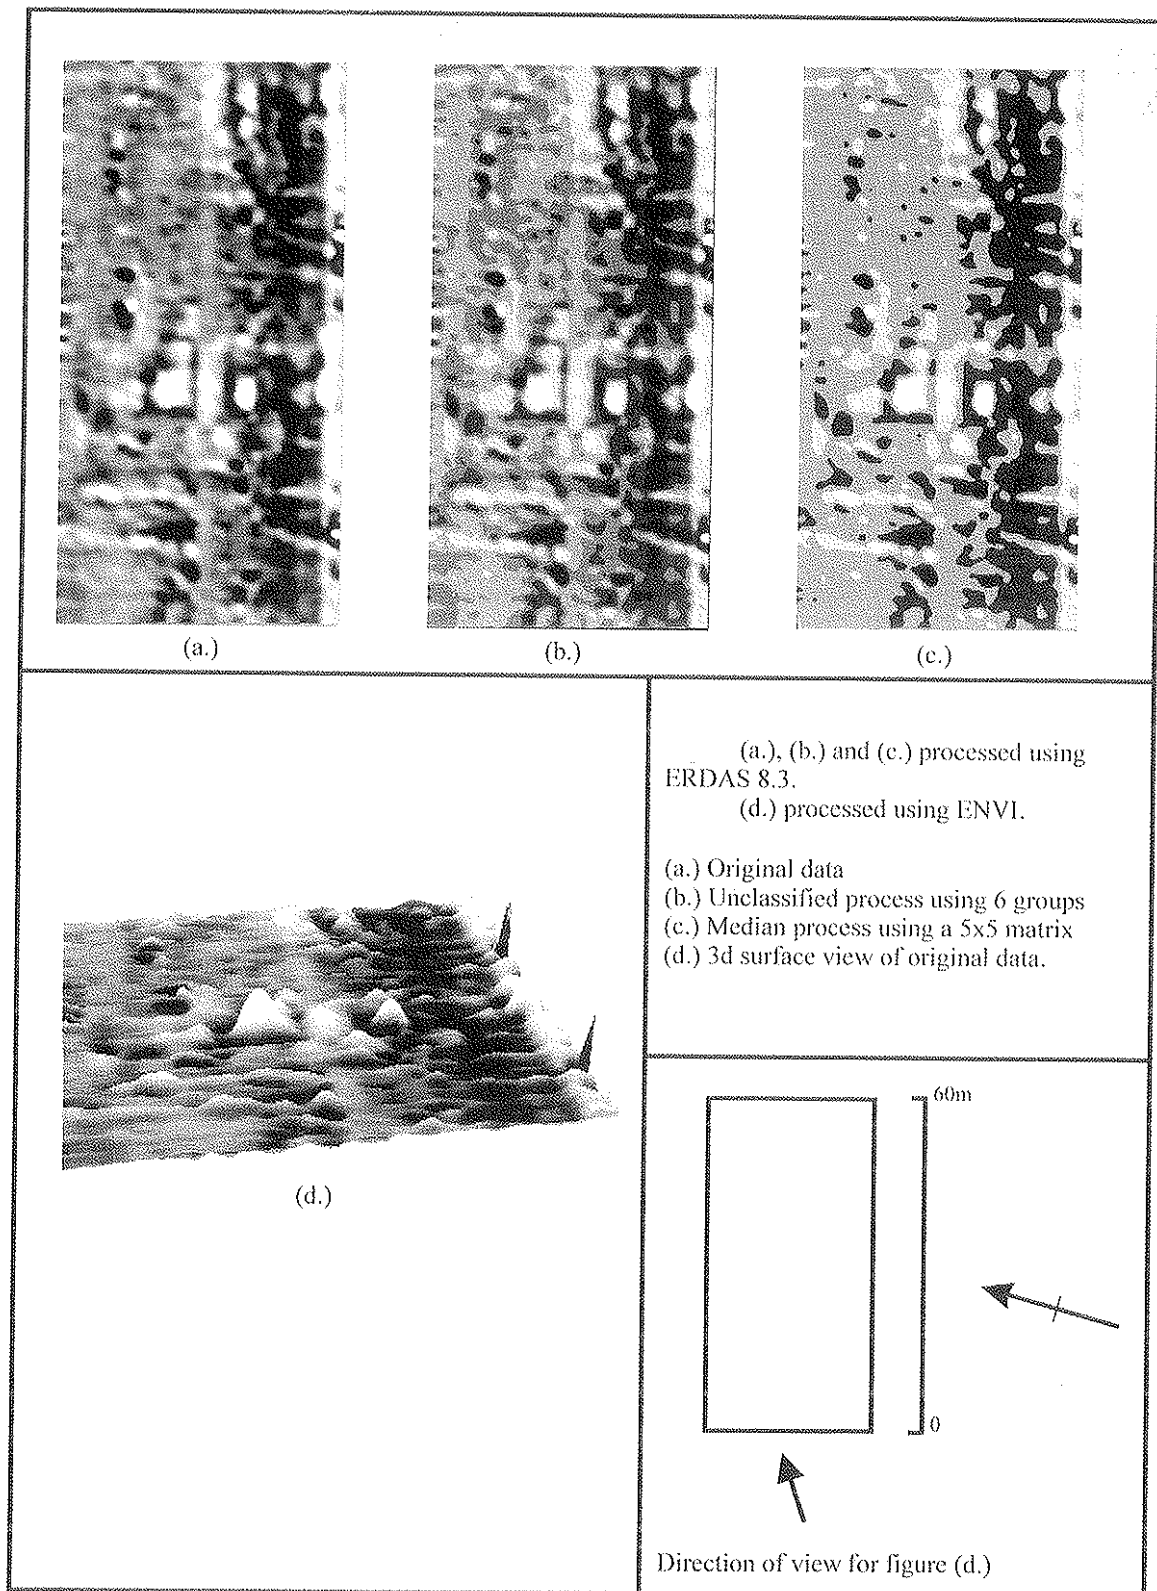 (a.)
(b.)
(c.)
(a.), (b.) and (c.) processed using
ERDAS 8.3.
(d.) processed using ENVI.
(a.) Original data
(b.) Unclassified process using 6 groups
(c.) Median process using a 5x5 matrix
(d.) 3d surface view of original data.
(d.)
60m
0
Direction of view for figure (d.)